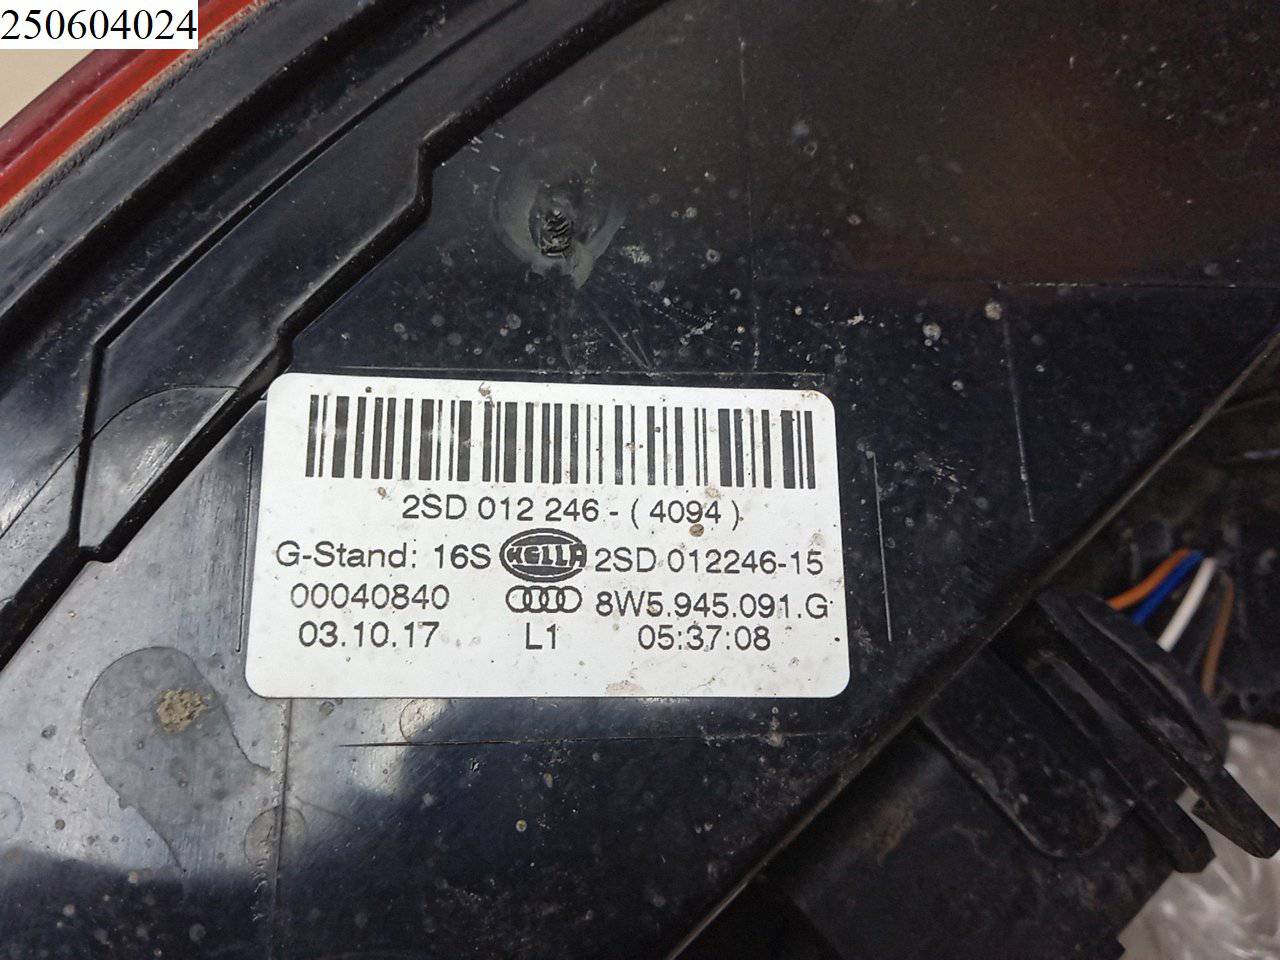 250604024
2SD 012 246 - ( 4094 )
G-Stand: 16S HELLA 2SD 012246-15
00040840 8W5.945.091.G
03.10.17 L1 05:37:08